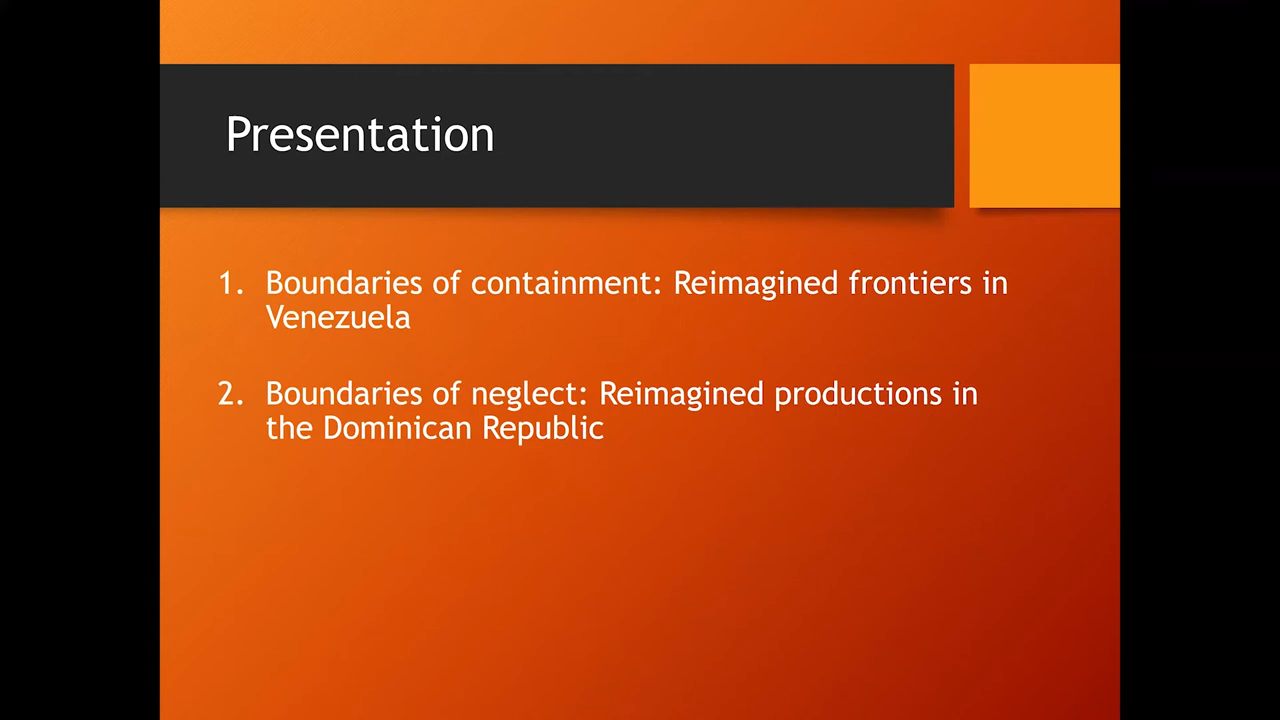 Presentation
1. Boundaries of containment: Reimagined frontiers in
Venezuela
2. Boundaries of neglect: Reimagined productions in
the Dominican Republic